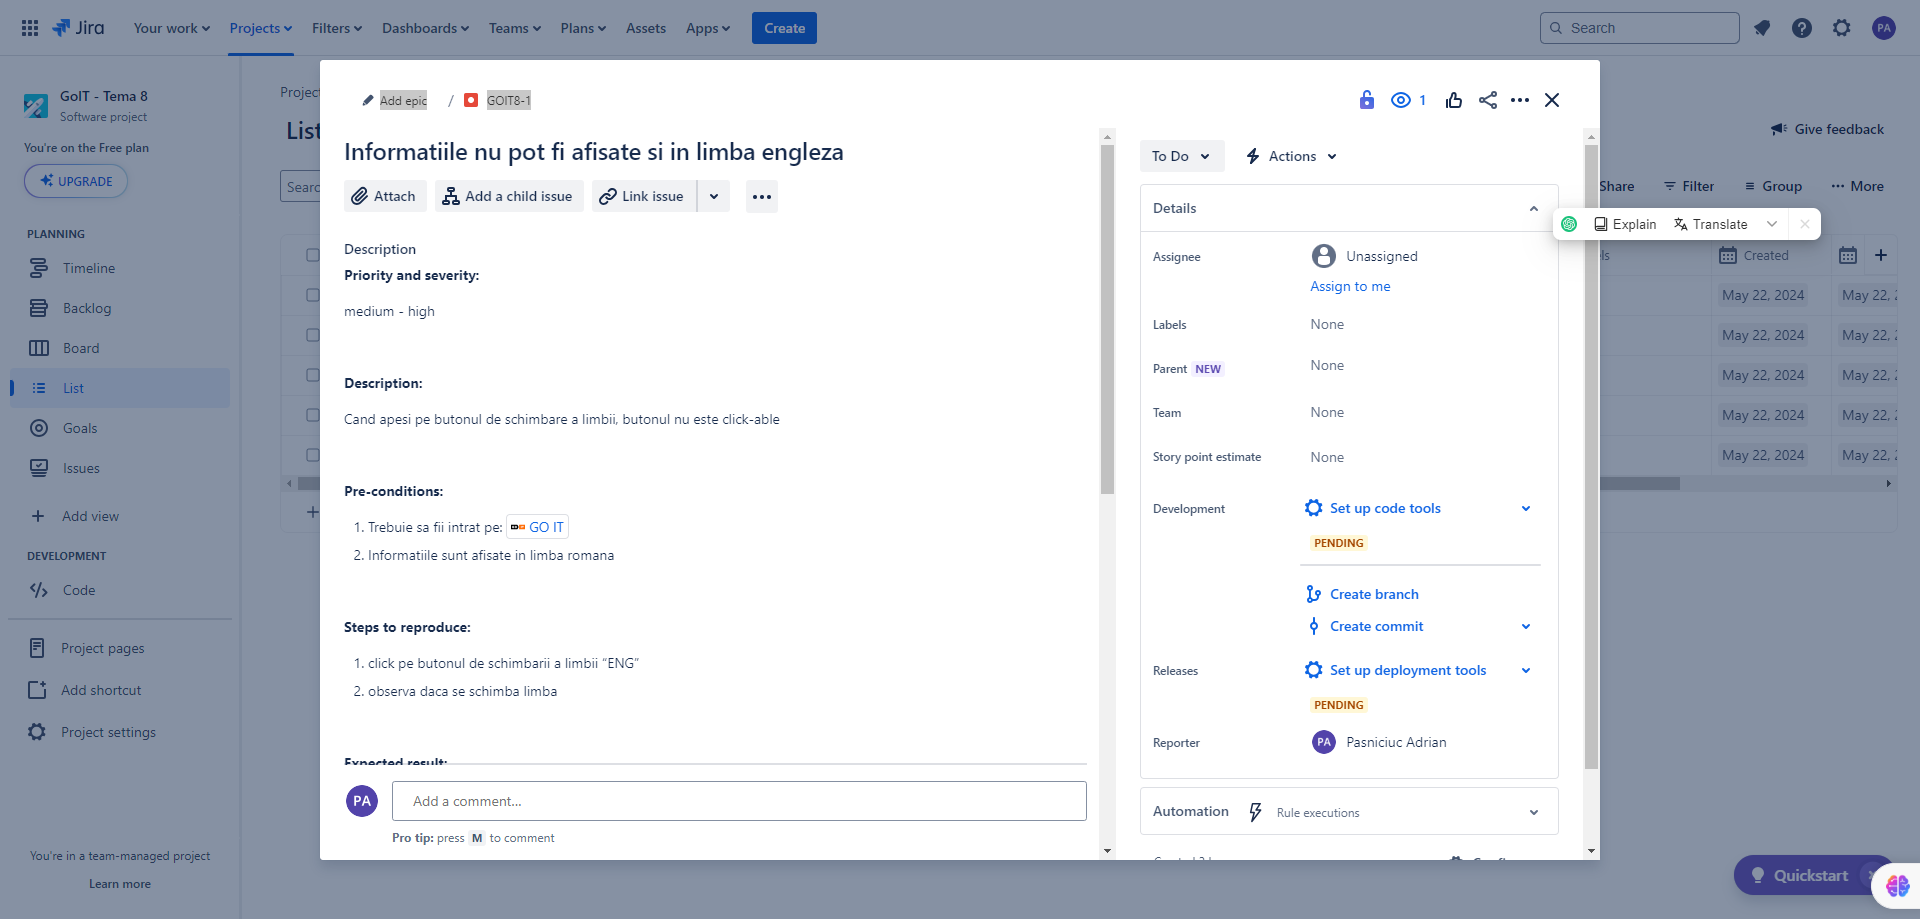 Jira
Your work
Projects
Filters
Dashboards
Teams
Plans
Assets
Apps
Create
Search
PA
GoIT - Tema 8
Software project
You're on the Free plan
UPGRADE
PLANNING
Timeline
Backlog
Board
List
Goals
Issues
Add view
DEVELOPMENT
Code
Project pages
Add shortcut
Project settings
You're in a team-managed project
Learn more
Project
List
Sear
Add epic / GOIT8-1
1
Informatiile nu pot fi afisate si in limba engleza
Attach
Add a child issue
Link issue
Description
Priority and severity:
medium - high
Description:
Cand apesi pe butonul de schimbare a limbii, butonul nu este click-able
Pre-conditions:
1. Trebuie sa fii intrat pe: GO IT
2. Informatiile sunt afisate in limba romana
Steps to reproduce:
1. click pe butonul de schimbarii a limbii “ENG”
2. observa daca se schimba limba
Expected result:
PA
Add a comment...
Pro tip: press M to comment
To Do
Actions
Details
Assignee
Unassigned
Assign to me
Labels
None
Parent NEW
None
Team
None
Story point estimate
None
Development
Set up code tools
PENDING
Create branch
Create commit
Releases
Set up deployment tools
PENDING
Reporter
PA Pasniciuc Adrian
Automation
Rule executions
Give feedback
Share
Filter
Group
More
Explain
Translate
Created
May 22, 2024
May 22, 2
May 22, 2024
May 22, 2
May 22, 2024
May 22, 2
May 22, 2024
May 22, 2
May 22, 2024
May 22, 2
Quickstart